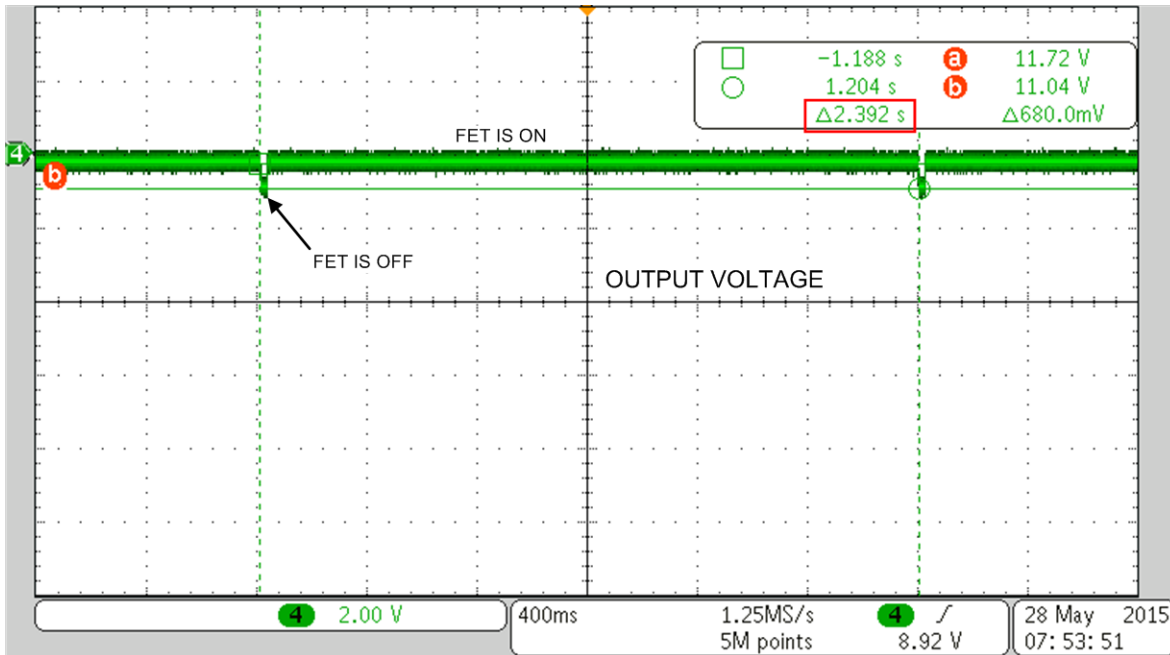 -1.188 s a 11.72 V
1.204 s b 11.04 V
Δ2.392 s Δ680.0mV
FET IS ON
4
b
FET IS OFF
OUTPUT VOLTAGE
4 2.00 V
400ms
1.25MS/s
5M points
4
8.92 V
28 May 2015
07:53:51